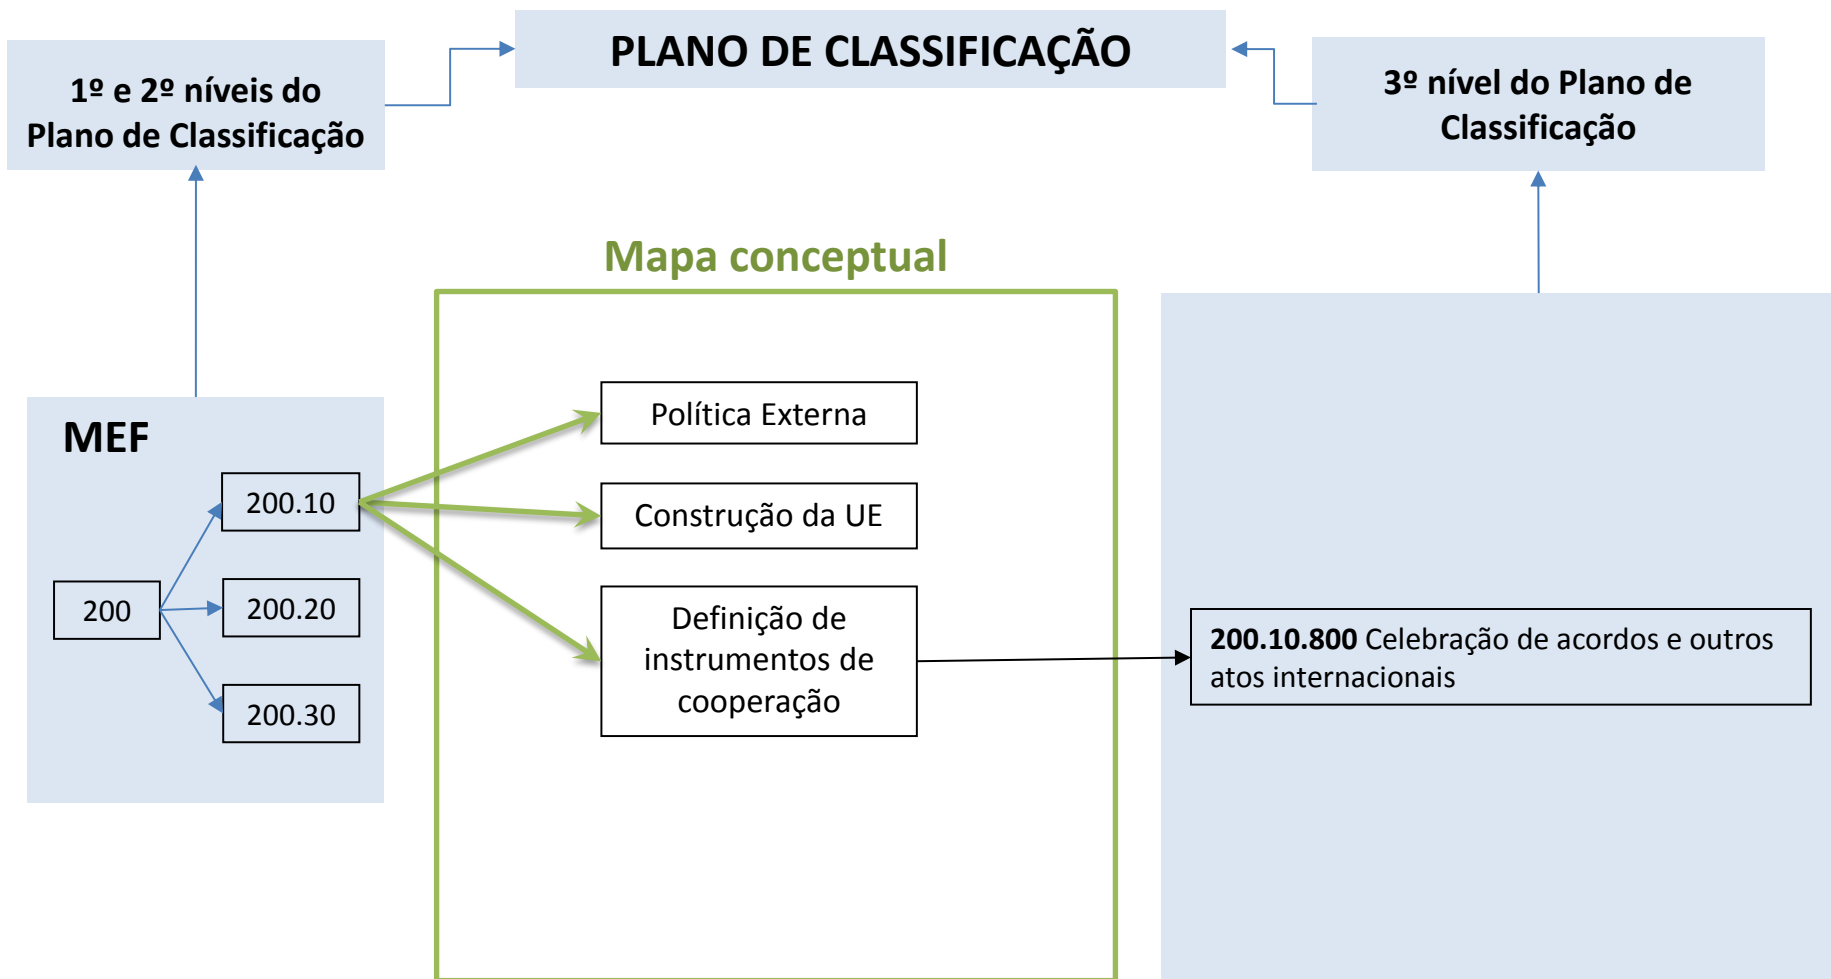 PLANO DE CLASSIFICAÇÃO
1º e 2º níveis do
Plano de Classificação
3º nível do Plano de
Classificação
Mapa conceptual
MEF
200
200.10
200.20
200.30
Política Externa
Construção da UE
Definição de
instrumentos de
cooperação
200.10.800 Celebração de acordos e outros
atos internacionais